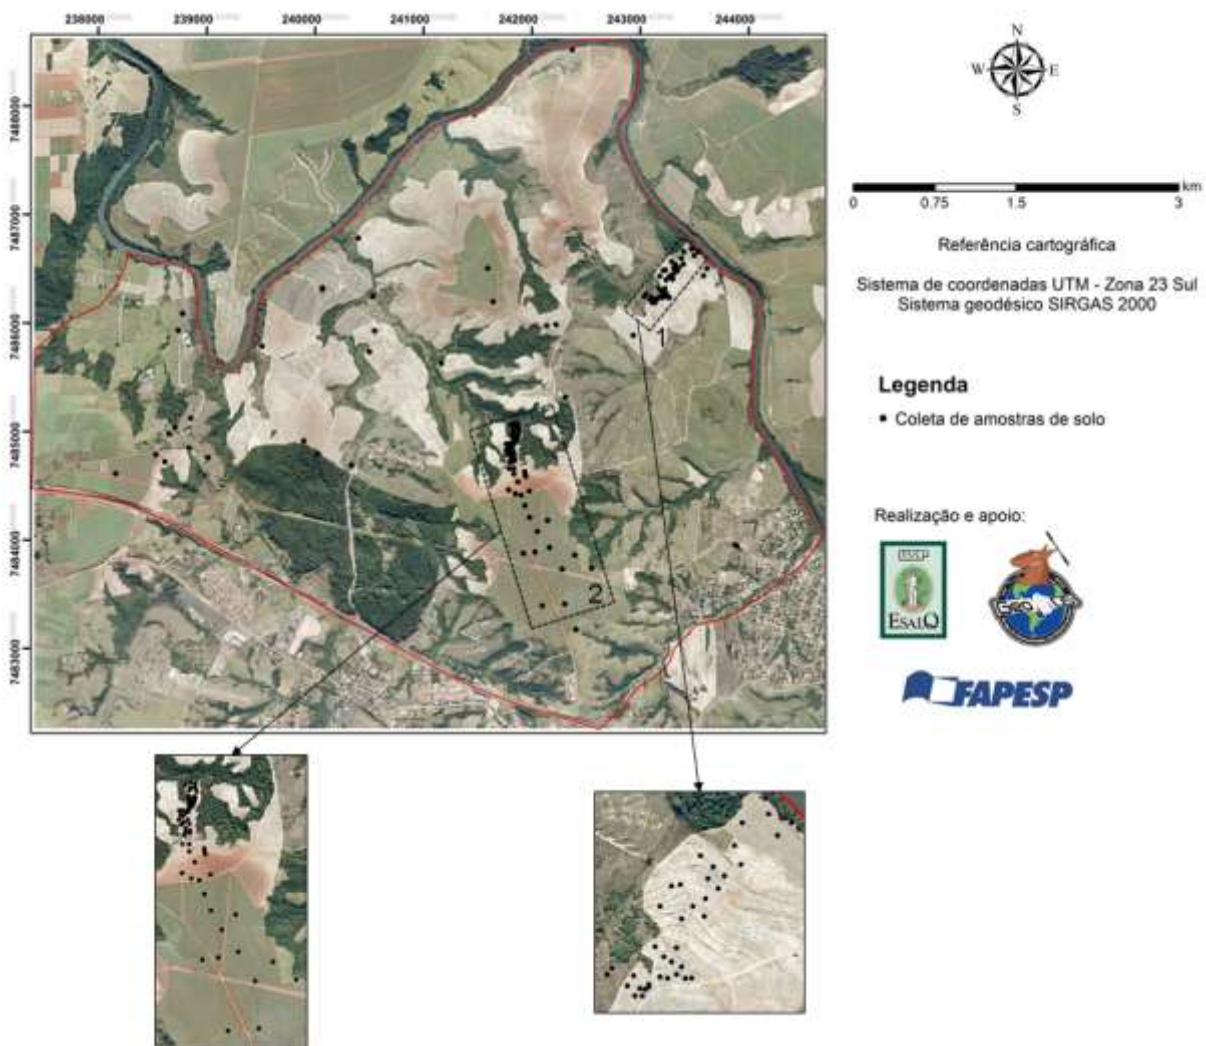 238000 239000 240000 241000 242000 243000 244000
7488000
7487000
7486000
7485000
7484000
7483000
1
2
N
W E
S
km
0 0.75 1.5 3
Referência cartográfica
Sistema de coordenadas UTM - Zona 23 Sul
Sistema geodésico SIRGAS 2000
Legenda
Coleta de amostras de solo
Realização e apoio:
USP
ESALQ
FAPESP